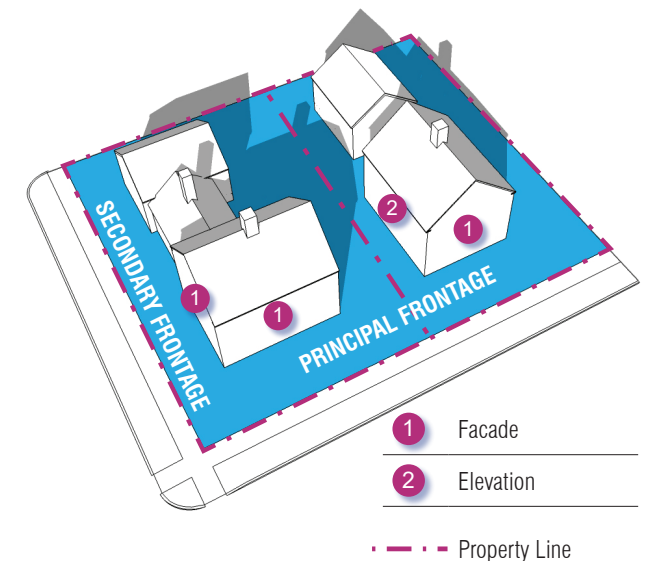 SECONDARY FRONTAGE
2
1
1
1
PRINCIPAL FRONTAGE
1 Facade
2 Elevation
Property Line